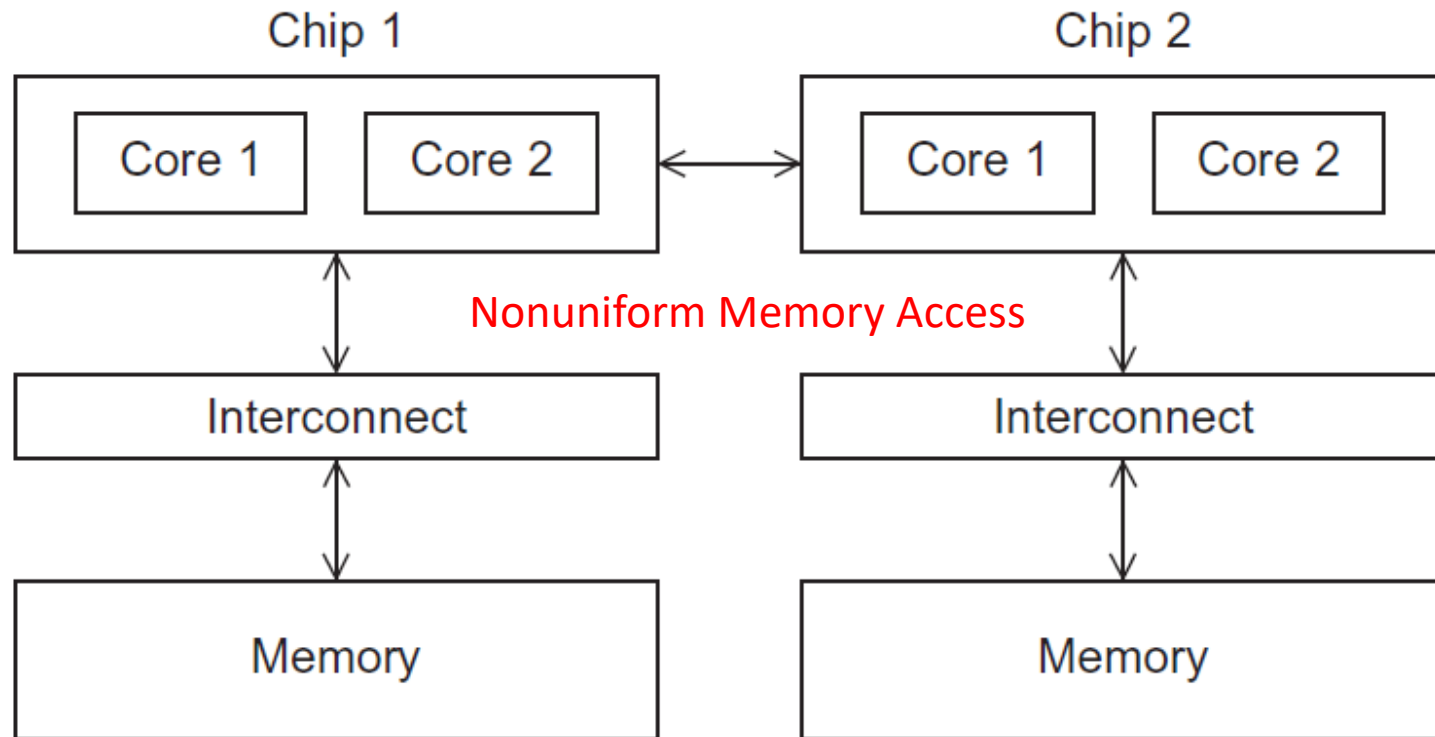 Chip 1
Chip 2
Core 1
Core 2
Core 1
Core 2
Nonuniform Memory Access
Interconnect
Interconnect
Memory
Memory